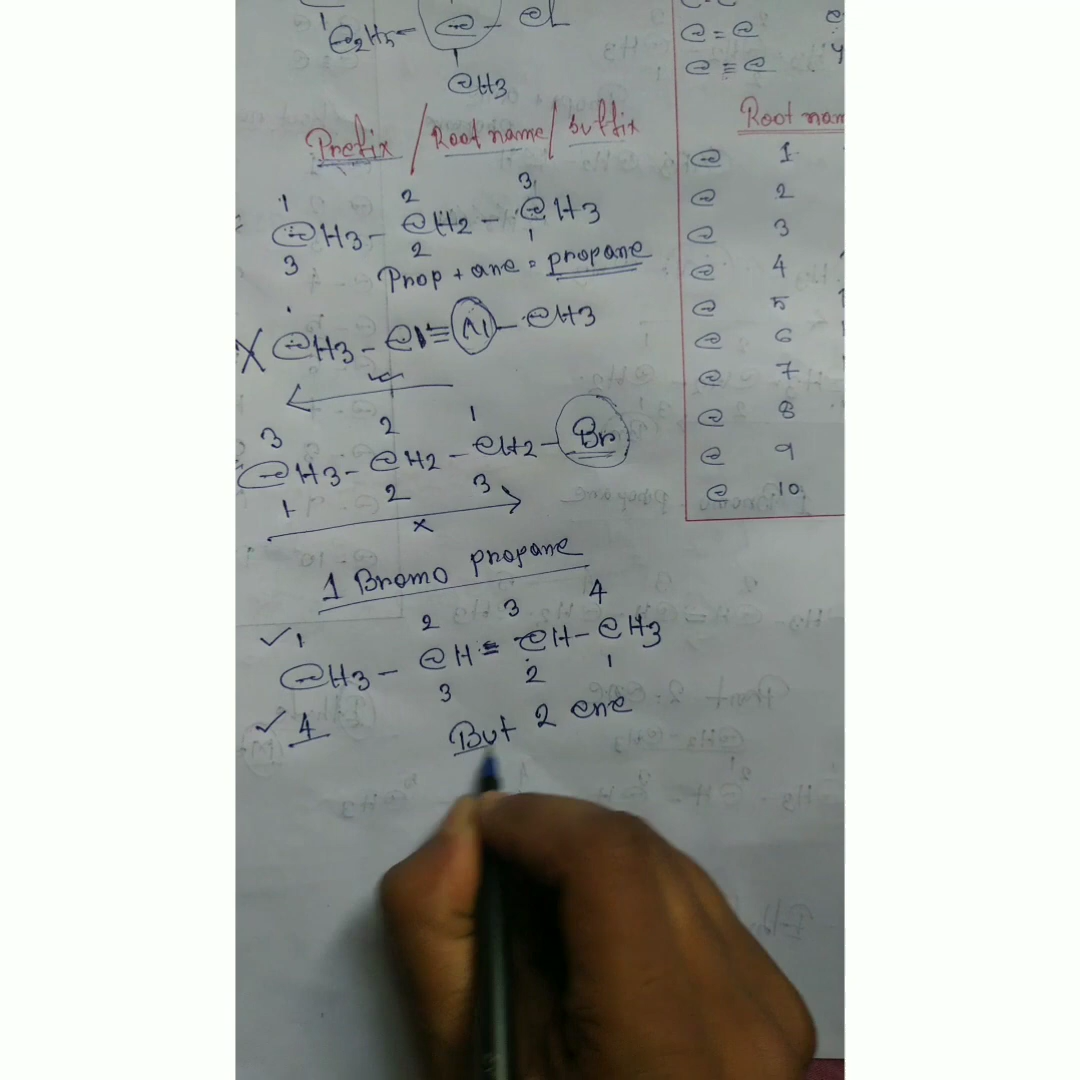 1
C2H5- C - Cl
CH3
C = C
C ≡ C
Prefix / Root name / suffix
Root nam
1 2 3
CH3 - CH2 - CH3
3 2 1
Prop + ane = propane
X CH3 - C ≡ N - CH3
3 2 1
CH3 - CH2 - CH2 - Br
1 2 3
x
1 Bromo propane
✓ 1 2 3 4
CH3 - CH = CH - CH3
✓ 4 3 2 1
But 2 ene
C 1
C 2
C 3
C 4
C 5
C 6
C 7
C 8
C 9
C 10